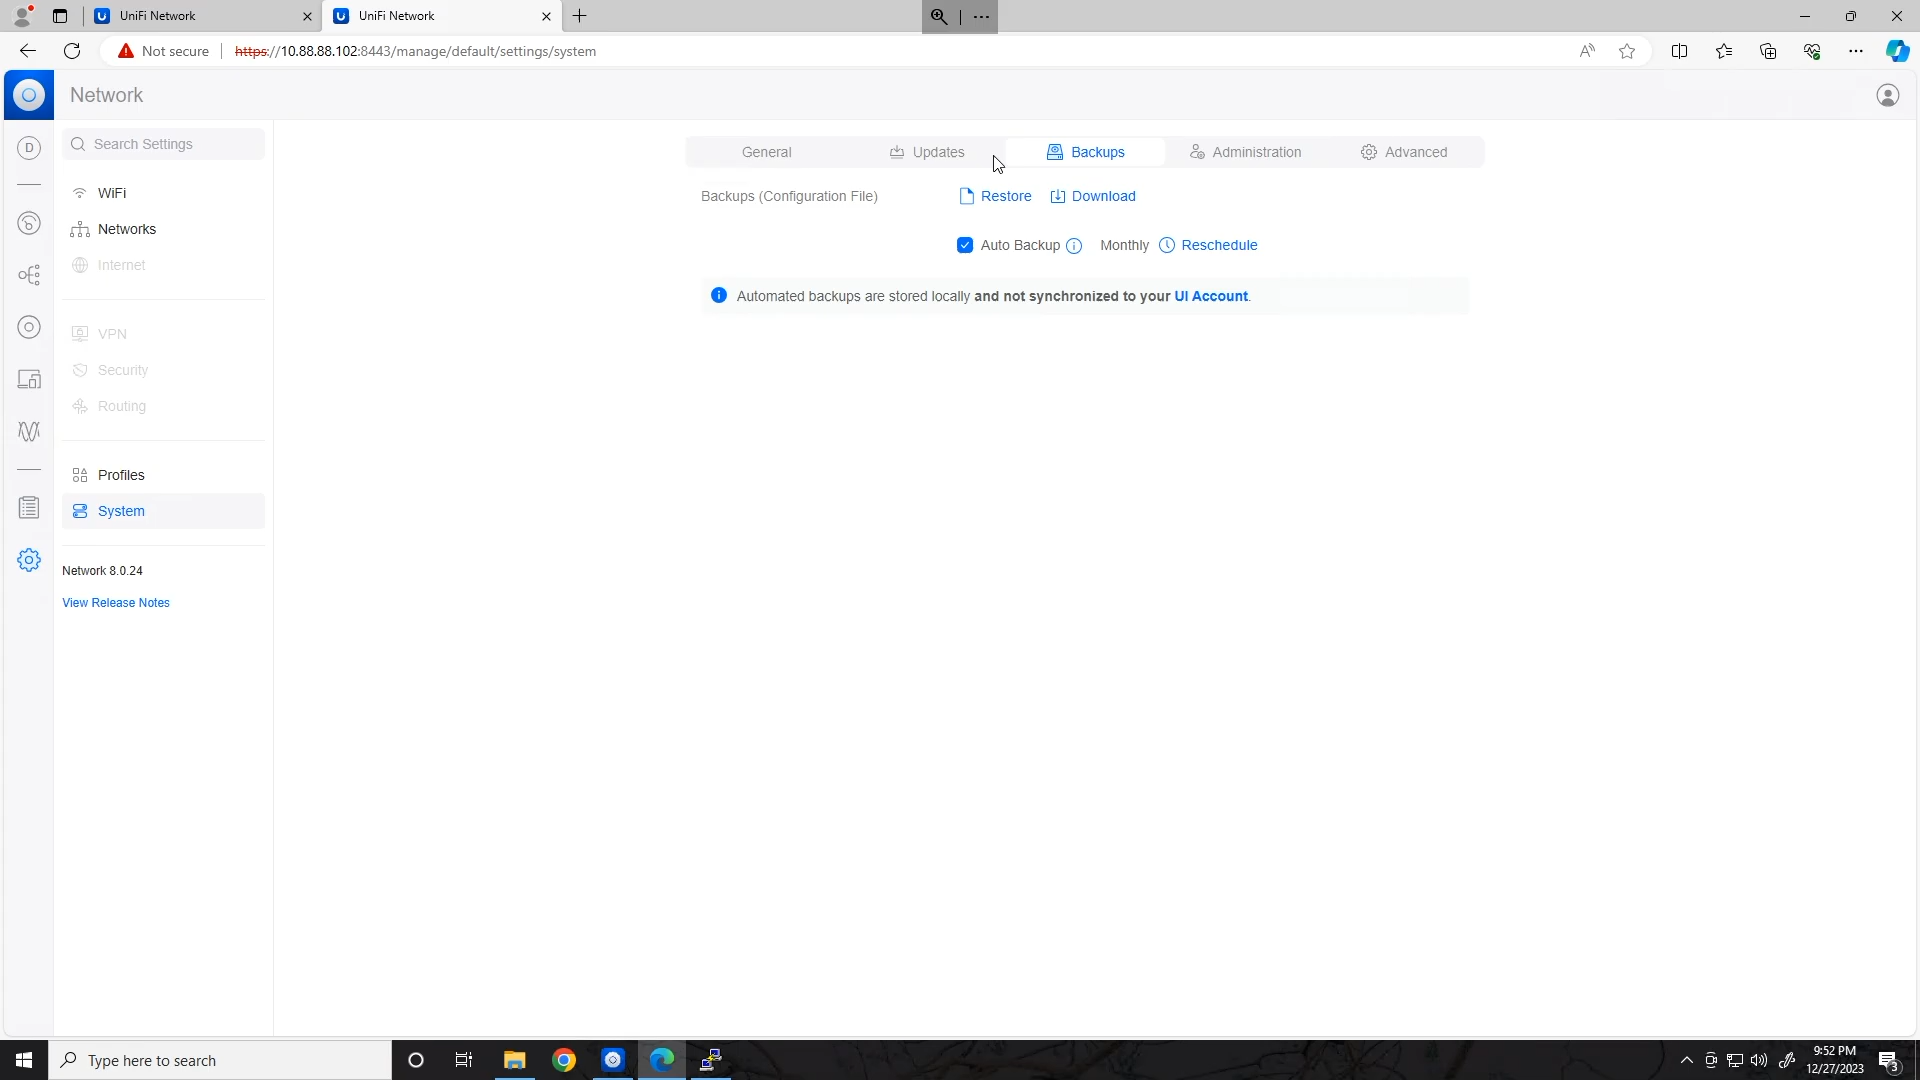 UniFi Network
UniFi Network
Not secure
https://10.88.88.102:8443/manage/default/settings/system
Network
D
Search Settings
WiFi
Networks
Internet
VPN
Security
Routing
Profiles
System
Network 8.0.24
View Release Notes
General
Updates
Backups
Administration
Advanced
Backups (Configuration File)
Restore
Download
Auto Backup
Monthly
Reschedule
Automated backups are stored locally and not synchronized to your UI Account.
Type here to search
9:52 PM
12/27/2023
3